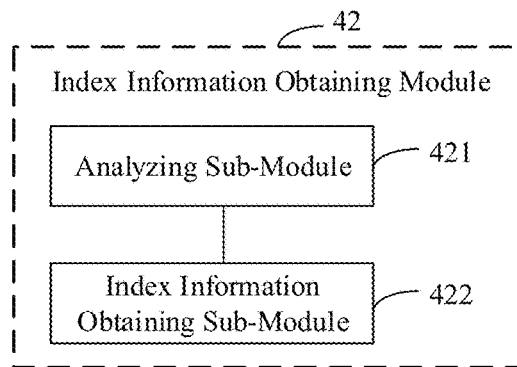 42
Index Information Obtaining Module
Analyzing Sub-Module
421
Index Information
Obtaining Sub-Module
422